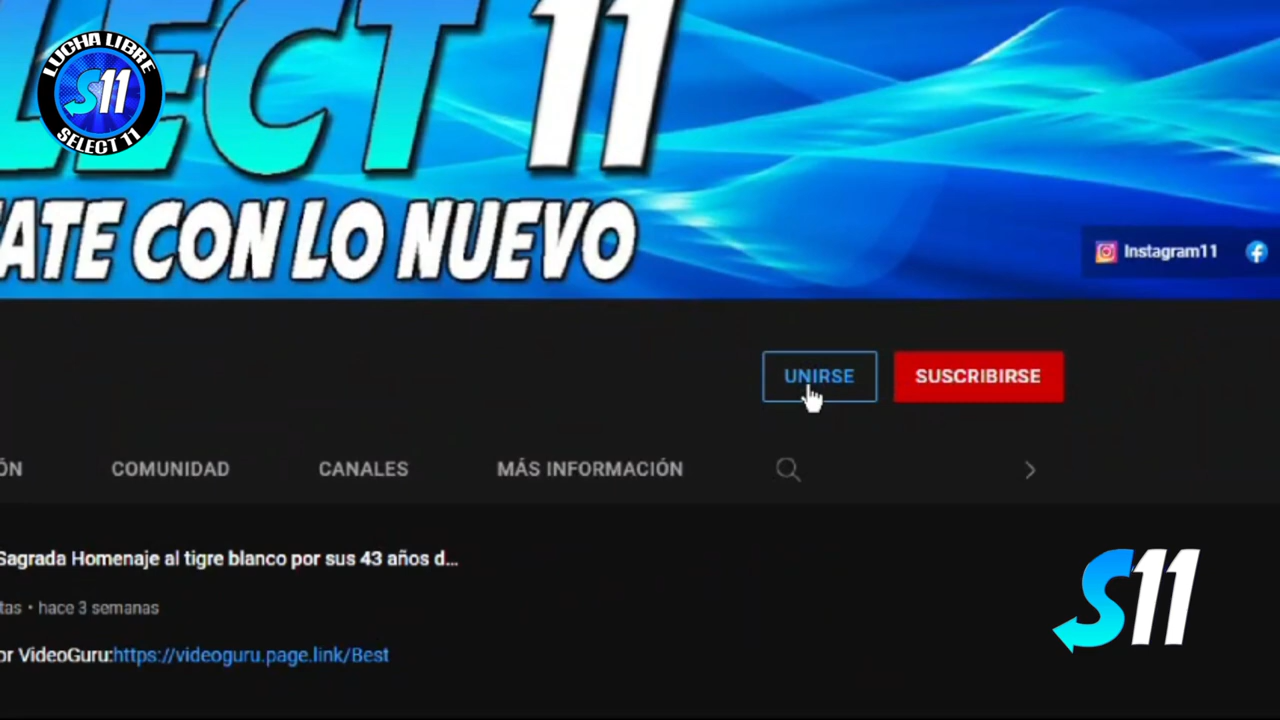 LECT 11
LUCHA LIBRE
S11
SELECT 11
ATE CON LO NUEVO
Instagram11
UNIRSE
SUSCRIBIRSE
ÓN
COMUNIDAD
CANALES
MÁS INFORMACIÓN
Sagrada Homenaje al tigre blanco por sus 43 años d...
tas • hace 3 semanas
or VideoGuru:https://videoguru.page.link/Best
S11